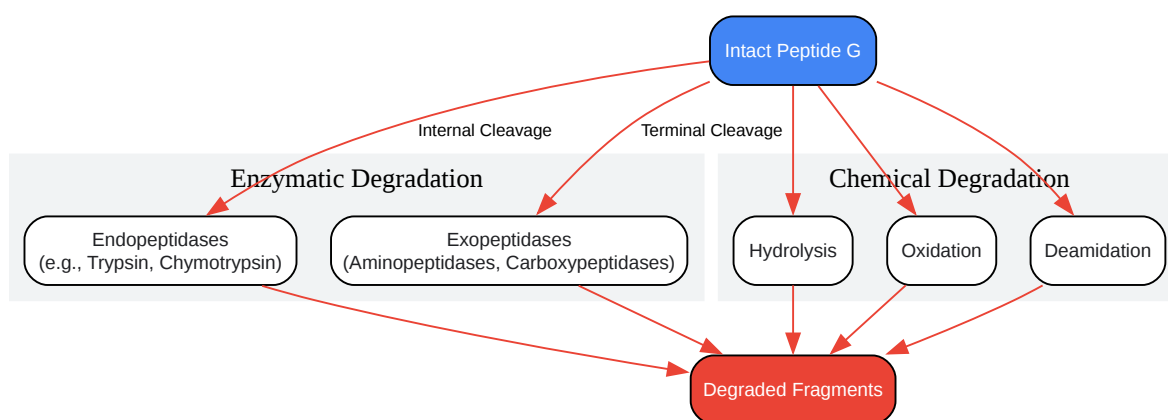 Intact Peptide G
Internal Cleavage
Terminal Cleavage
Enzymatic Degradation
Chemical Degradation
Endopeptidases
(e.g., Trypsin, Chymotrypsin)
Exopeptidases
(Aminopeptidases, Carboxypeptidases)
Hydrolysis
Oxidation
Deamidation
Degraded Fragments